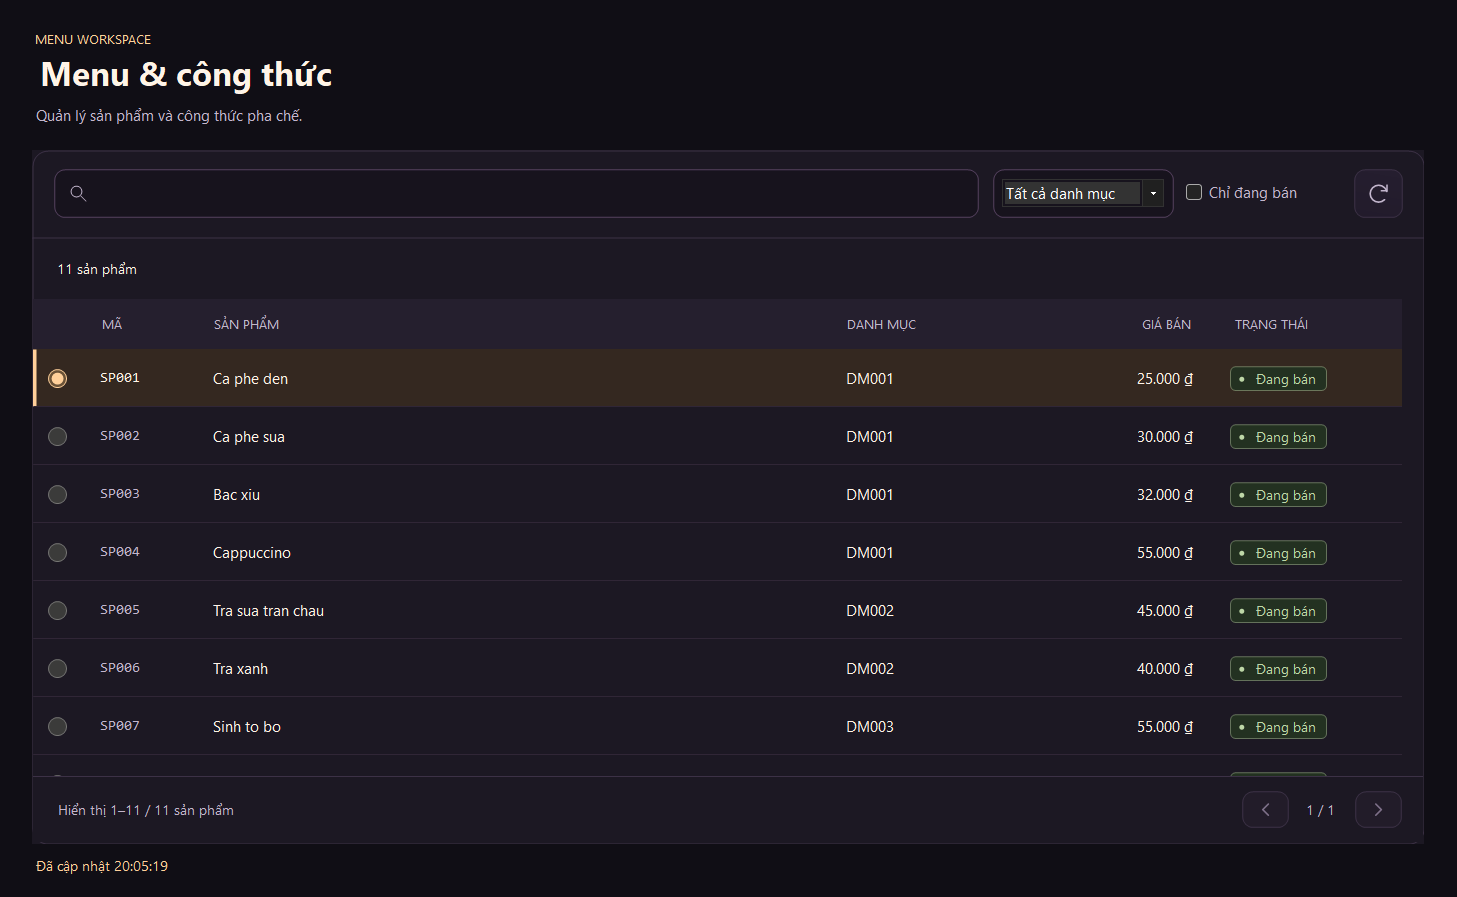 MENU WORKSPACE
Menu & công thức
Quản lý sản phẩm và công thức pha chế.
Tất cả danh mục
Chỉ đang bán
11 sản phẩm
MÃ SẢN PHẨM DANH MỤC GIÁ BÁN TRẠNG THÁI
SP001 Ca phe den DM001 25.000 ₫ Đang bán
SP002 Ca phe sua DM001 30.000 ₫ Đang bán
SP003 Bac xiu DM001 32.000 ₫ Đang bán
SP004 Cappuccino DM001 55.000 ₫ Đang bán
SP005 Tra sua tran chau DM002 45.000 ₫ Đang bán
SP006 Tra xanh DM002 40.000 ₫ Đang bán
SP007 Sinh to bo DM003 55.000 ₫ Đang bán
Hiển thị 1–11 / 11 sản phẩm
1 / 1
Đã cập nhật 20:05:19